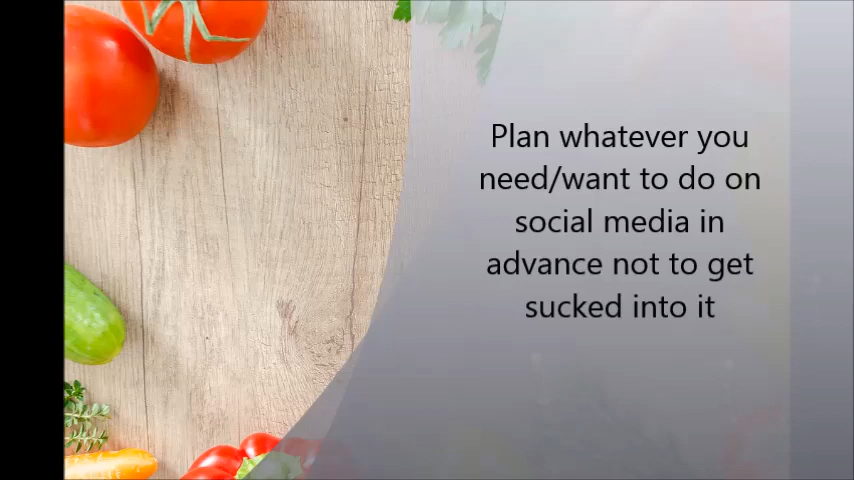 Plan whatever you
need/want to do on
social media in
advance not to get
sucked into it